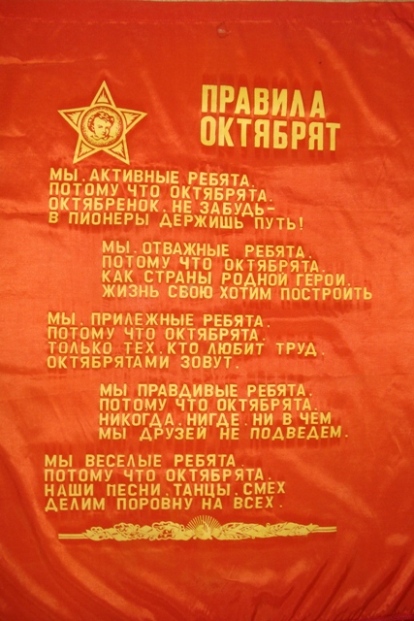 ПРАВИЛА
ОКТЯБРЯТ
МЫ, АКТИВНЫЕ РЕБЯТА,
ПОТОМУ ЧТО ОКТЯБРЯТА.
ОКТЯБРЕНОК, НЕ ЗАБУДЬ-
В ПИОНЕРЫ ДЕРЖИШЬ ПУТЬ!
МЫ, ОТВАЖНЫЕ РЕБЯТА,
ПОТОМУ ЧТО ОКТЯБРЯТА.
КАК СТРАНЫ РОДНОЙ ГЕРОИ,
ЖИЗНЬ СВОЮ ХОТИМ ПОСТРОИТЬ
МЫ, ПРИЛЕЖНЫЕ РЕБЯТА,
ПОТОМУ ЧТО ОКТЯБРЯТА.
ТОЛЬКО ТЕХ, КТО ЛЮБИТ ТРУД,
ОКТЯБРЯТАМИ ЗОВУТ.
МЫ ПРАВДИВЫЕ РЕБЯТА,
ПОТОМУ ЧТО ОКТЯБРЯТА.
НИКОГДА, НИГДЕ, НИ В ЧЕМ
МЫ ДРУЗЕЙ НЕ ПОДВЕДЕМ.
МЫ ВЕСЕЛЫЕ РЕБЯТА,
ПОТОМУ ЧТО ОКТЯБРЯТА.
НАШИ ПЕСНИ, ТАНЦЫ, СМЕХ
ДЕЛИМ ПОРОВНУ НА ВСЕХ.